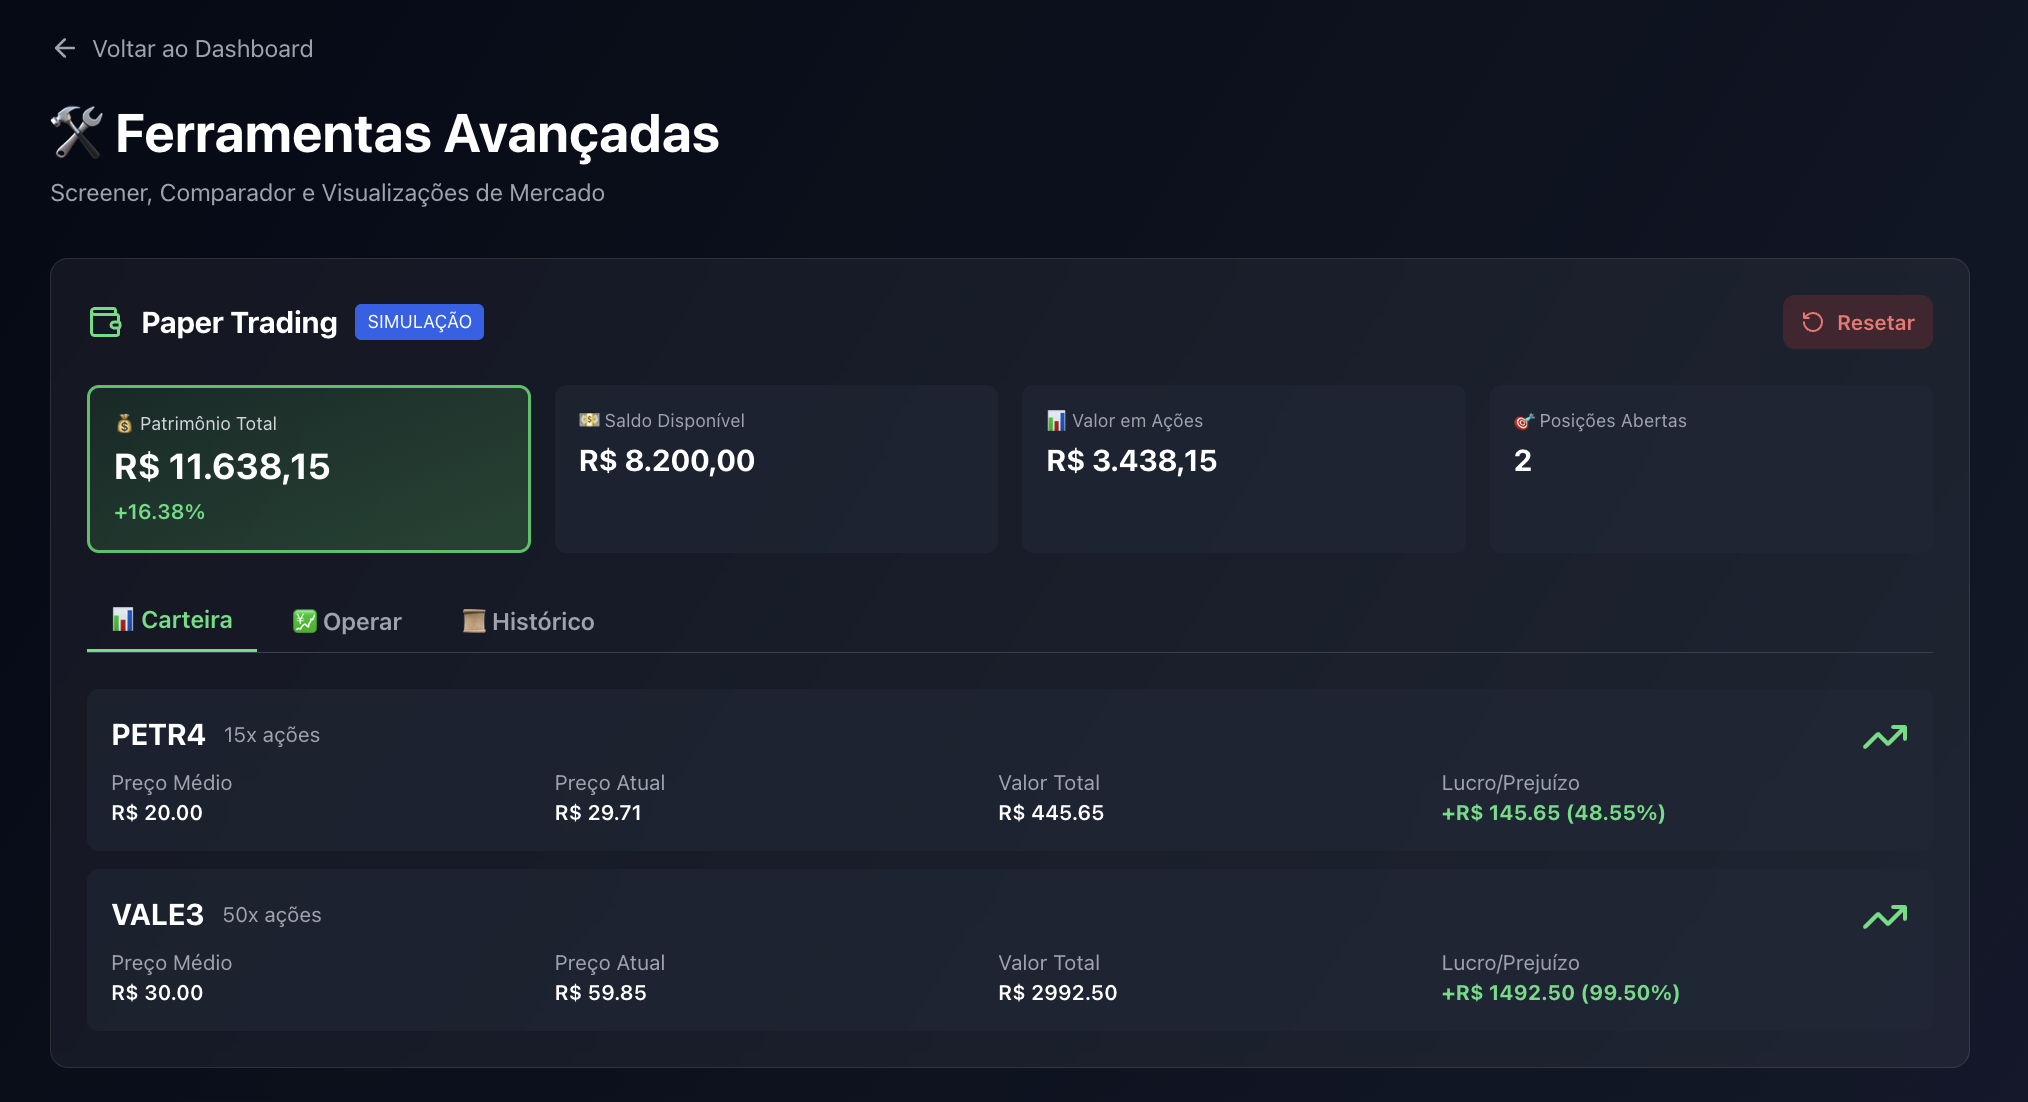 Voltar ao Dashboard
Ferramentas Avançadas
Screener, Comparador e Visualizações de Mercado
Paper Trading SIMULAÇÃO Resetar
Patrimônio Total
R$ 11.638,15
+16.38%
Saldo Disponível
R$ 8.200,00
Valor em Ações
R$ 3.438,15
Posições Abertas
2
Carteira Operar Histórico
PETR4 15x ações
Preço Médio Preço Atual Valor Total Lucro/Prejuízo
R$ 20.00 R$ 29.71 R$ 445.65 +R$ 145.65 (48.55%)
VALE3 50x ações
Preço Médio Preço Atual Valor Total Lucro/Prejuízo
R$ 30.00 R$ 59.85 R$ 2992.50 +R$ 1492.50 (99.50%)